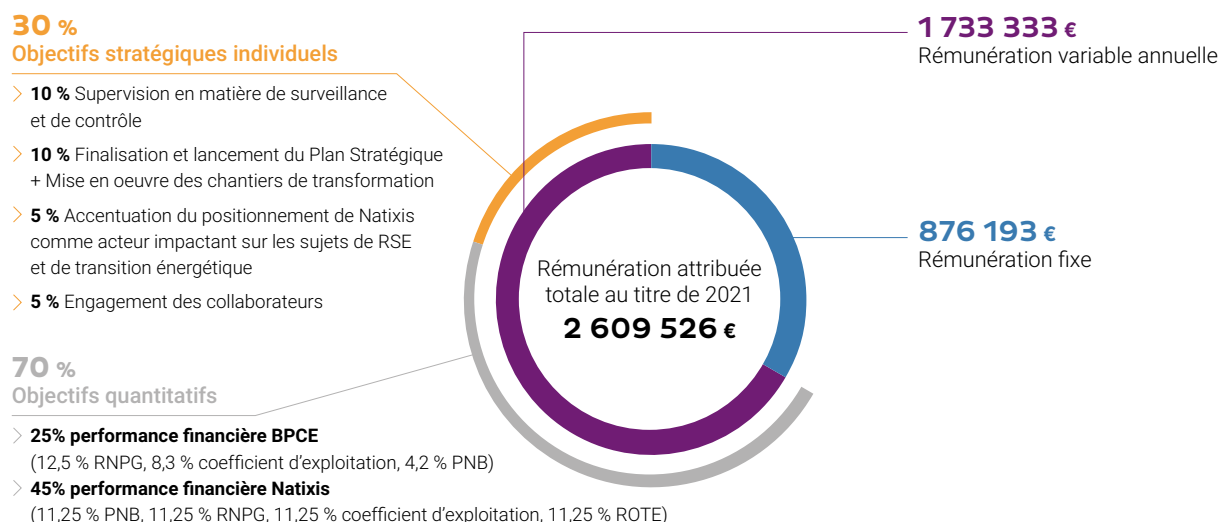 30 %
Objectifs stratégiques individuels
10 % Supervision en matière de surveillance
et de contrôle
10 % Finalisation et lancement du Plan Stratégique
+ Mise en oeuvre des chantiers de transformation
5 % Accentuation du positionnement de Natixis
comme acteur impactant sur les sujets de RSE
et de transition énergétique
5 % Engagement des collaborateurs
70 %
Objectifs quantitatifs
25% performance financière BPCE
(12,5 % RNPG, 8,3 % coefficient d'exploitation, 4,2 % PNB)
45% performance financière Natixis
(11,25 % PNB, 11,25 % RNPG, 11,25 % coefficient d'exploitation, 11,25 % ROTE)
Rémunération attribuée
totale au titre de 2021
2 609 526 €
1 733 333 €
Rémunération variable annuelle
876 193 €
Rémunération fixe